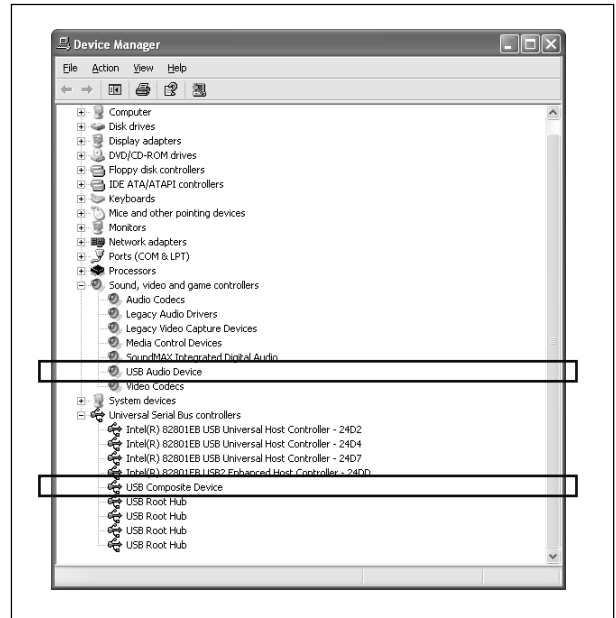 Device Manager
File Action View Help
Computer
Disk drives
Display adapters
DVD/CD-ROM drives
Floppy disk controllers
IDE ATA/ATAPI controllers
Keyboards
Mice and other pointing devices
Monitors
Network adapters
Ports (COM & LPT)
Processors
Sound, video and game controllers
Audio Codecs
Legacy Audio Drivers
Legacy Video Capture Devices
Media Control Devices
SoundMAX Integrated Digital Audio
USB Audio Device
Video Codecs
System devices
Universal Serial Bus controllers
Intel(R) 82801EB USB Universal Host Controller - 24D2
Intel(R) 82801EB USB Universal Host Controller - 24D4
Intel(R) 82801EB USB Universal Host Controller - 24D7
Intel(R) 82801EB USB2 Enhanced Host Controller - 24DD
USB Composite Device
USB Root Hub
USB Root Hub
USB Root Hub
USB Root Hub